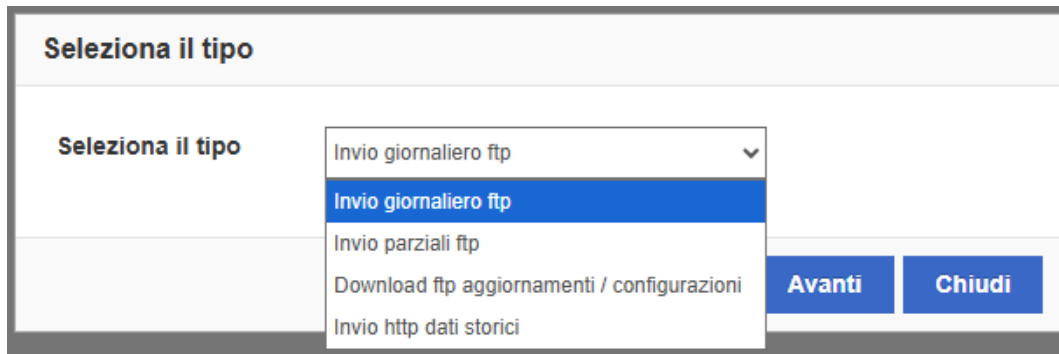 Seleziona il tipo
Seleziona il tipo
Invio giornaliero ftp
Invio giornaliero ftp
Invio parziali ftp
Download ftp aggiornamenti / configurazioni
Invio http dati storici
Avanti
Chiudi